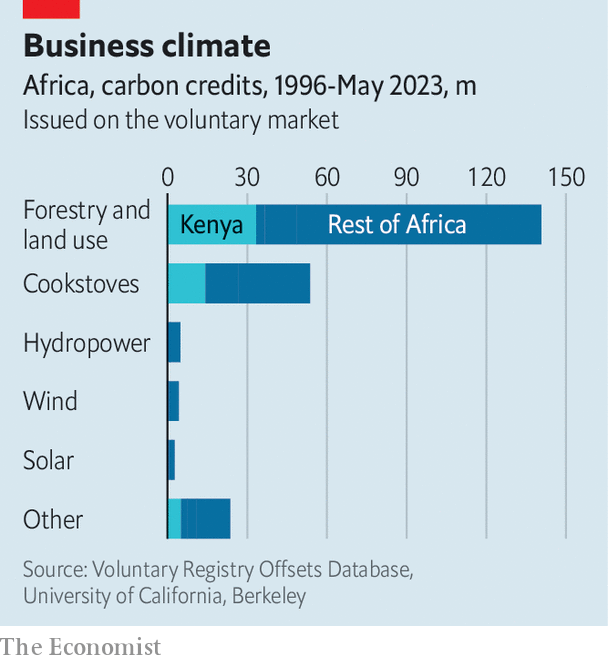 Business climate
Africa, carbon credits, 1996-May 2023, m
Issued on the voluntary market
0 30 60 90 120 150
Forestry and
land use
Kenya Rest of Africa
Cookstoves
Hydropower
Wind
Solar
Other
Source: Voluntary Registry Offsets Database,
University of California, Berkeley
The Economist